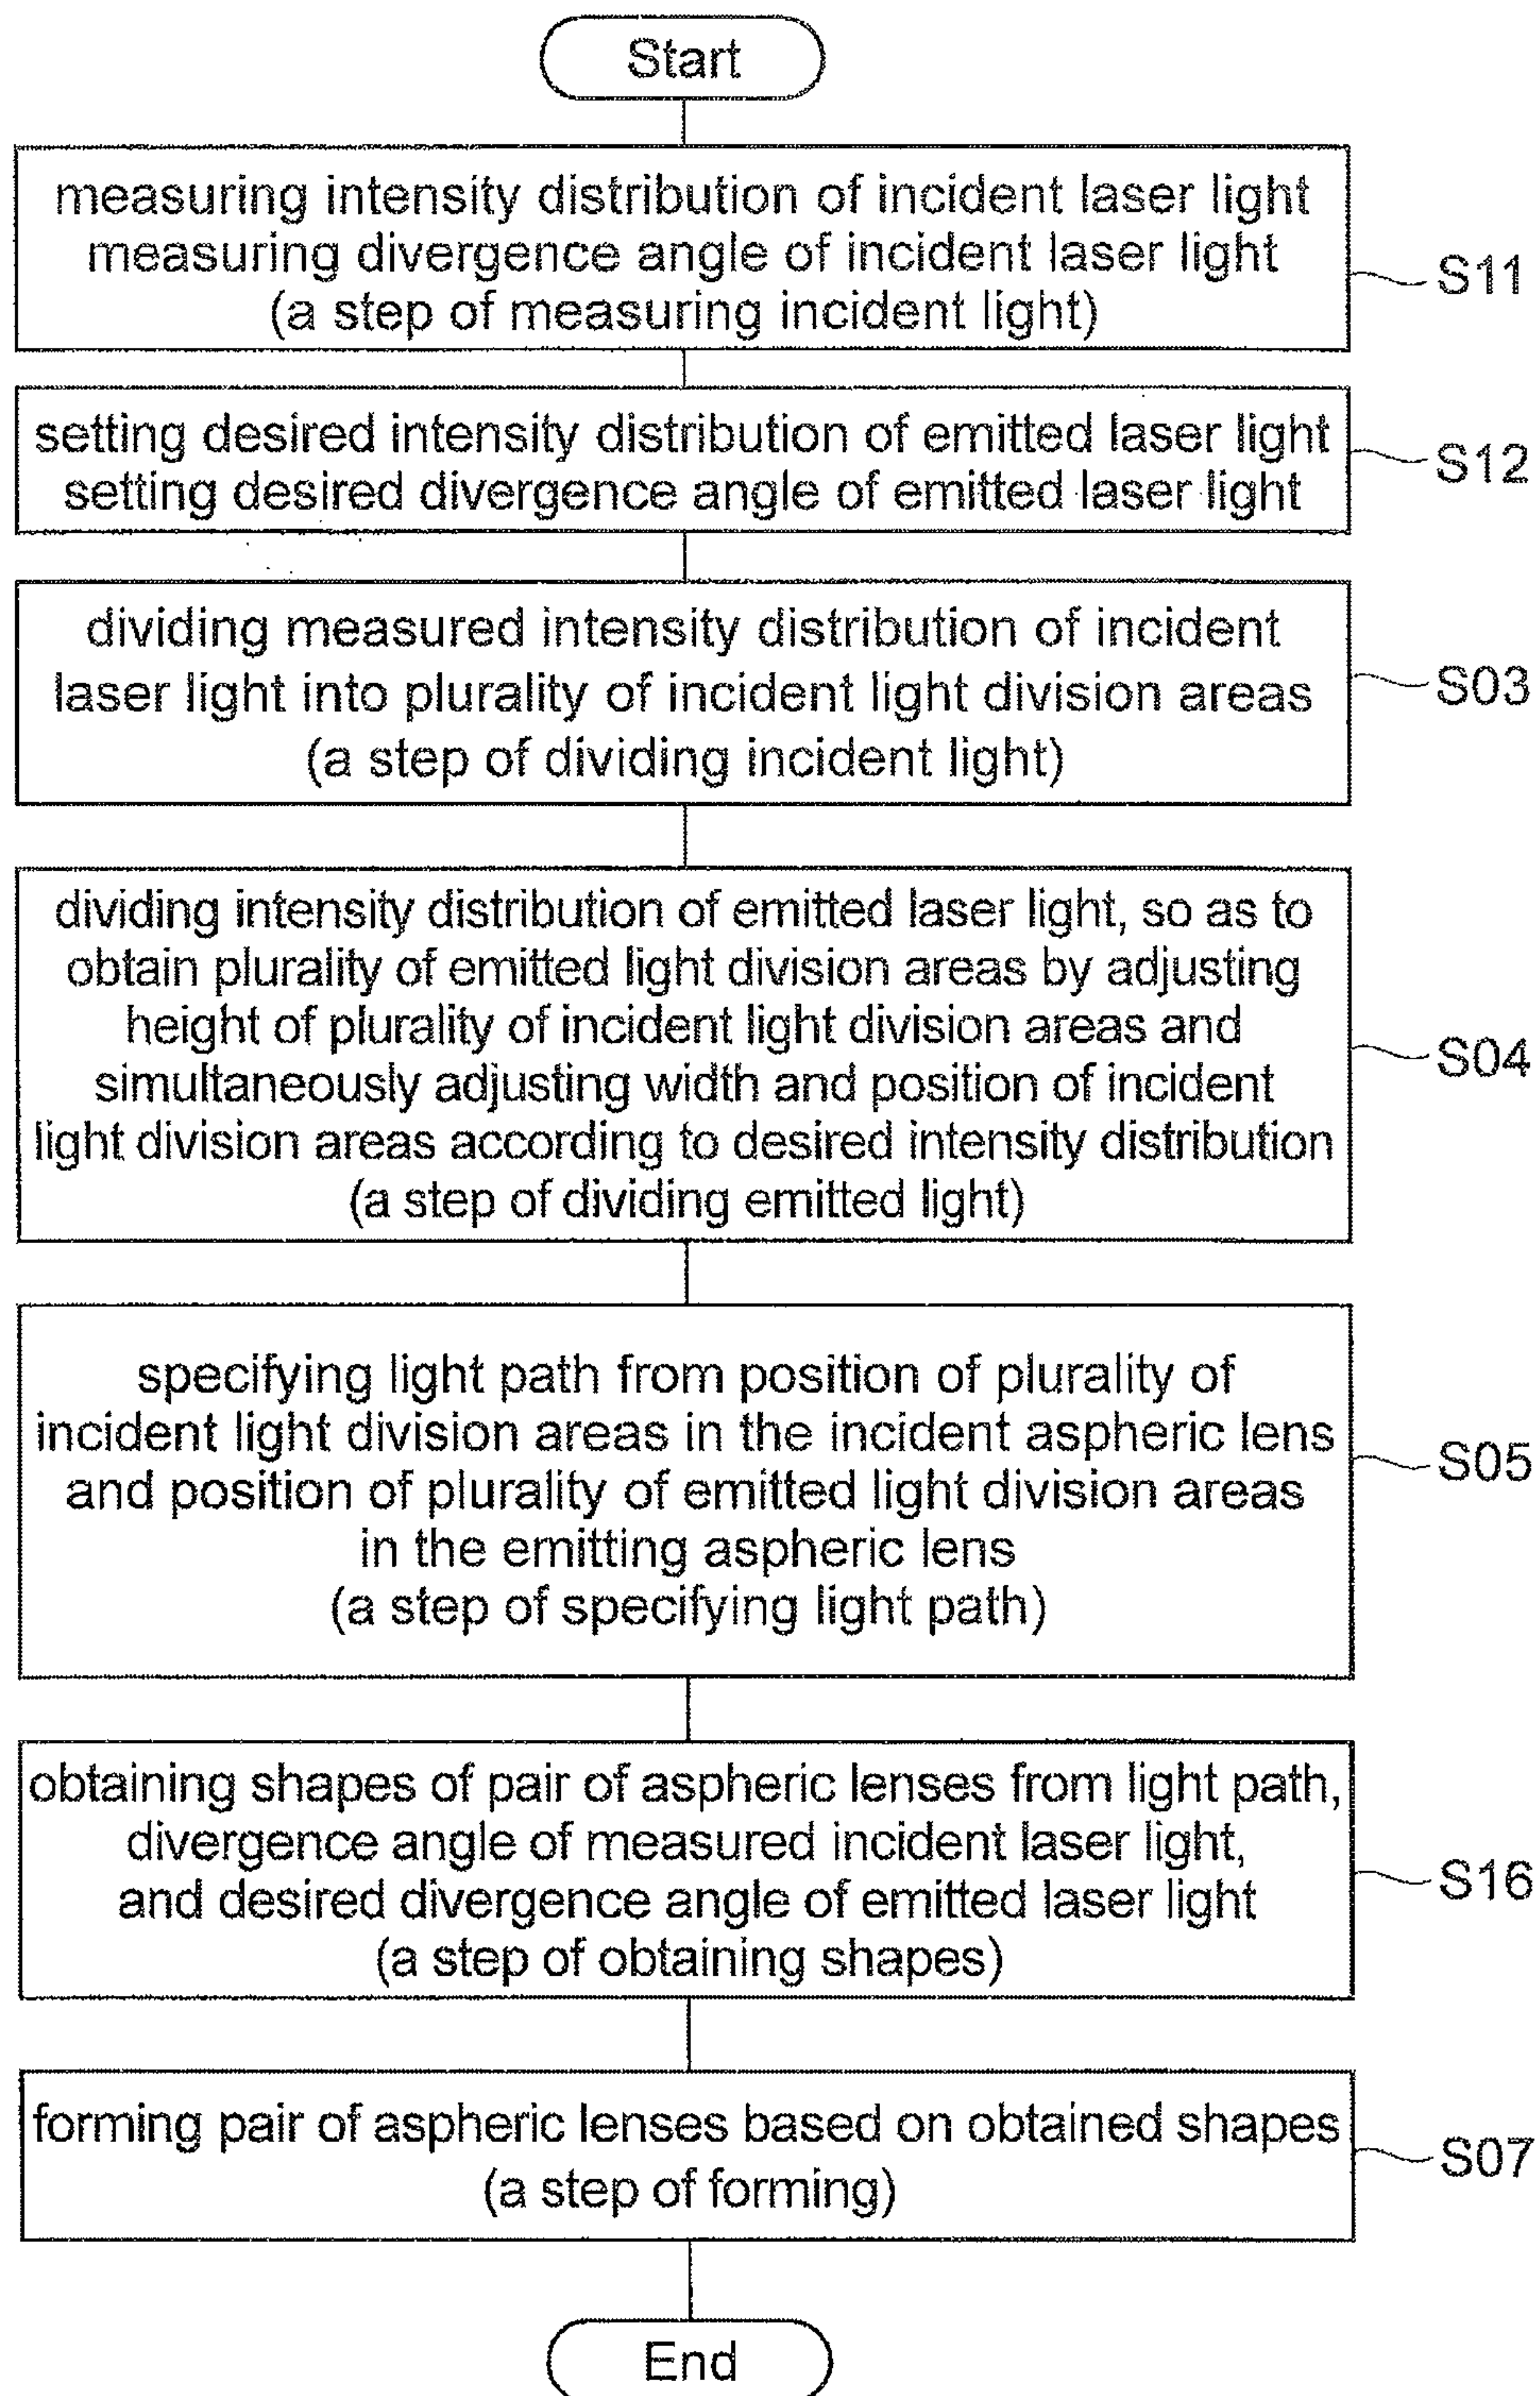 Start
measuring intensity distribution of incident laser light
measuring divergence angle of incident laser light
(a step of measuring incident light)
S11
setting desired intensity distribution of emitted laser light
setting desired divergence angle of emitted laser light
S12
dividing measured intensity distribution of incident
laser light into plurality of incident light division areas
(a step of dividing incident light)
S03
dividing intensity distribution of emitted laser light, so as to
obtain plurality of emitted light division areas by adjusting
height of plurality of incident light division areas and
simultaneously adjusting width and position of incident
light division areas according to desired intensity distribution
(a step of dividing emitted light)
S04
specifying light path from position of plurality of
incident light division areas in the incident aspheric lens
and position of plurality of emitted light division areas
in the emitting aspheric lens
(a step of specifying light path)
S05
obtaining shapes of pair of aspheric lenses from light path,
divergence angle of measured incident laser light,
and desired divergence angle of emitted laser light
(a step of obtaining shapes)
S16
forming pair of aspheric lenses based on obtained shapes
(a step of forming)
S07
End